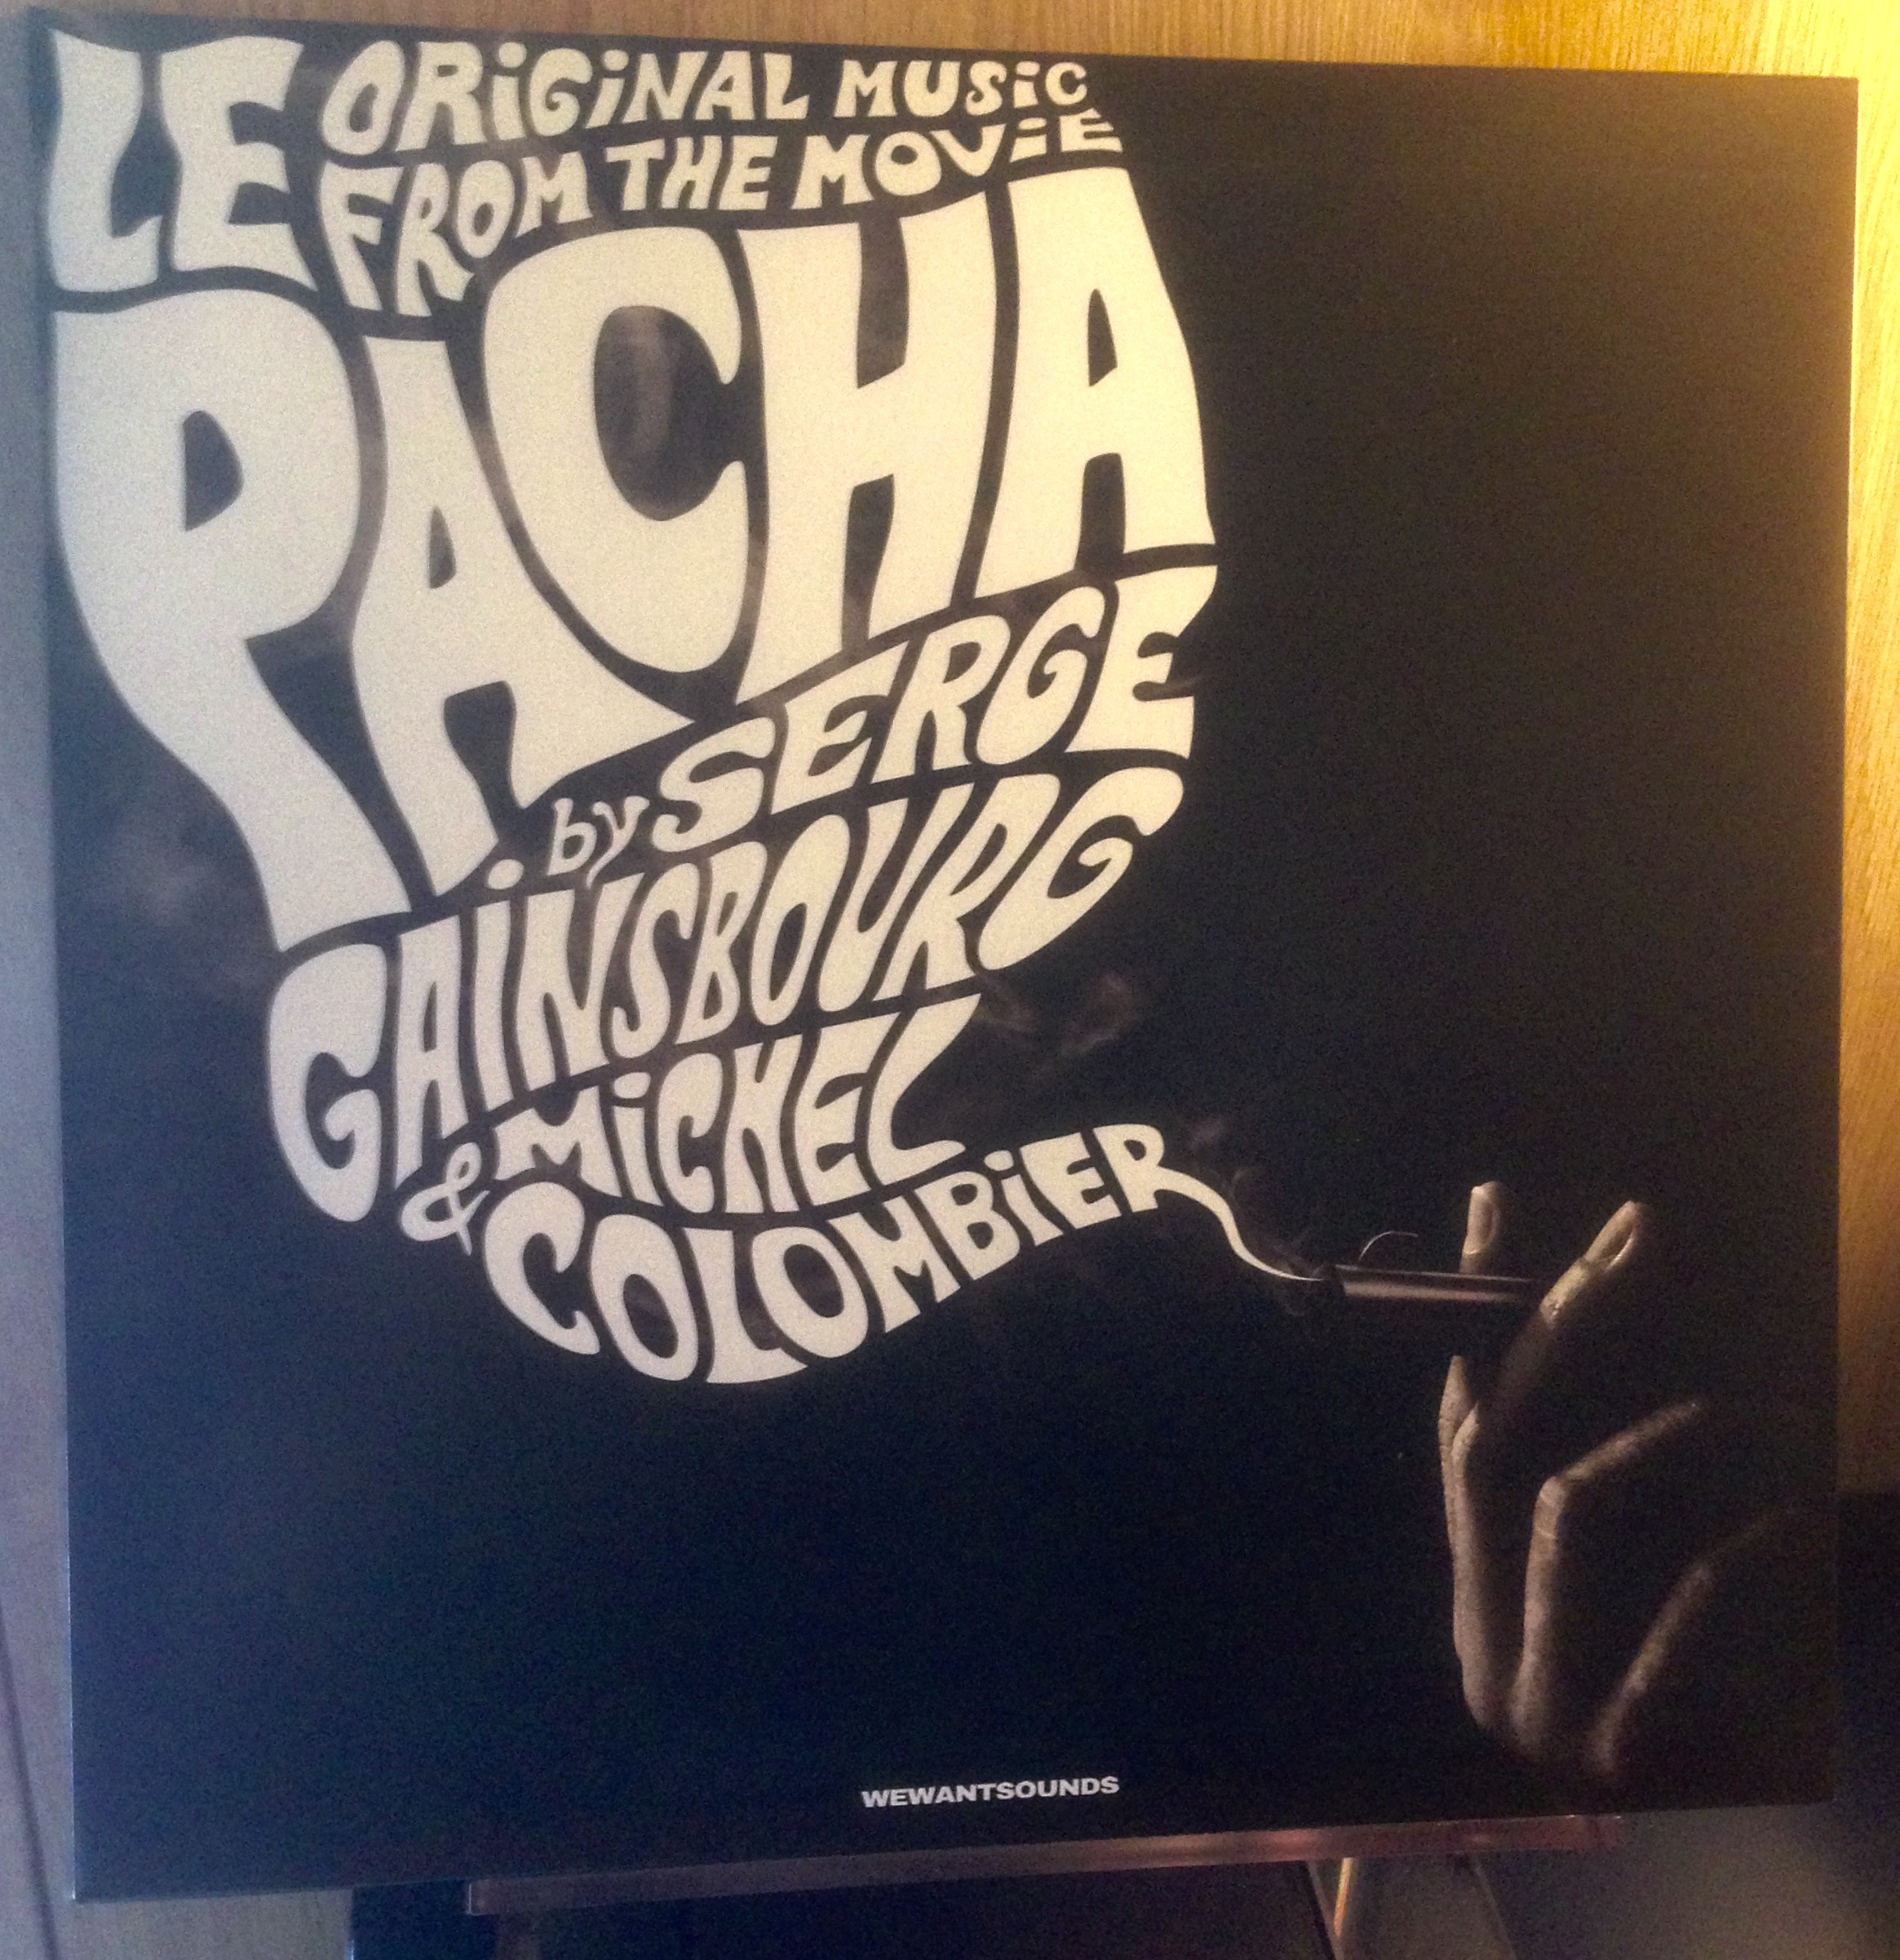 LE ORiGiNAL MUSiC
FROM THE MOViE
PACHA
by SERGE
GAINSBOURG
& MiCHEL
COLOMBiER
WEWANTSOUNDS